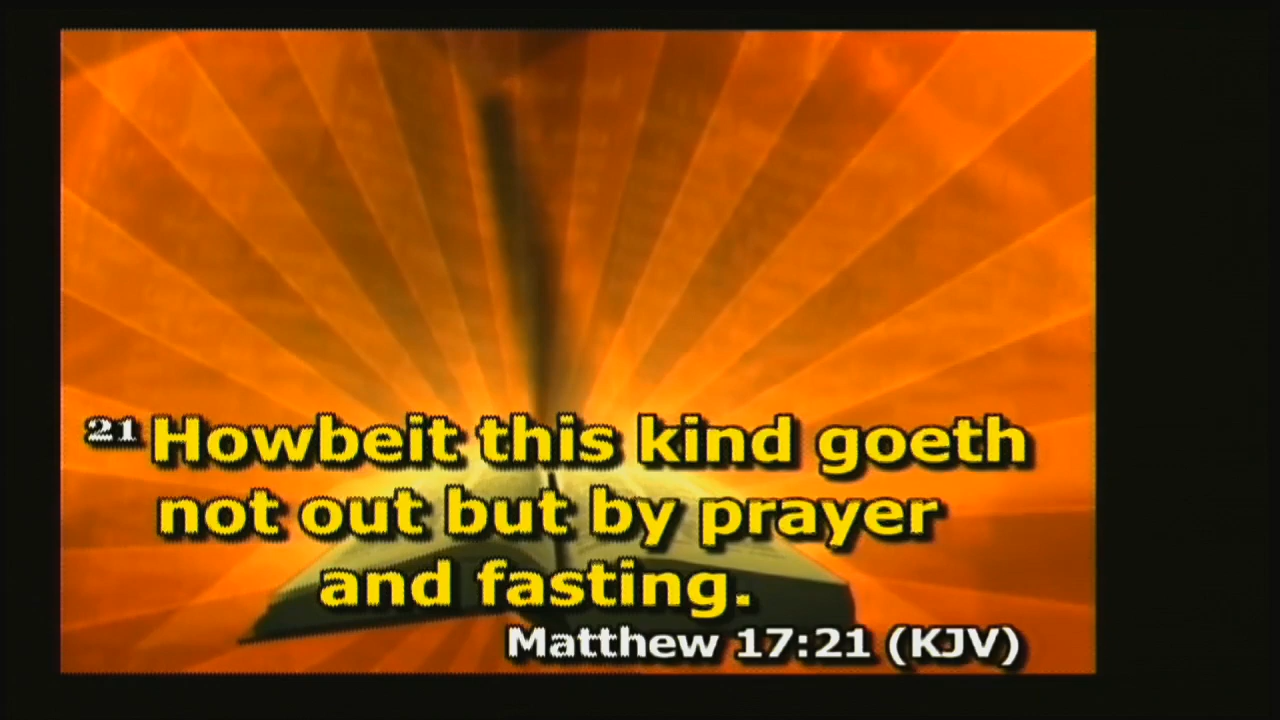 21 Howbeit this kind goeth
not out but by prayer
and fasting.
Matthew 17:21 (KJV)